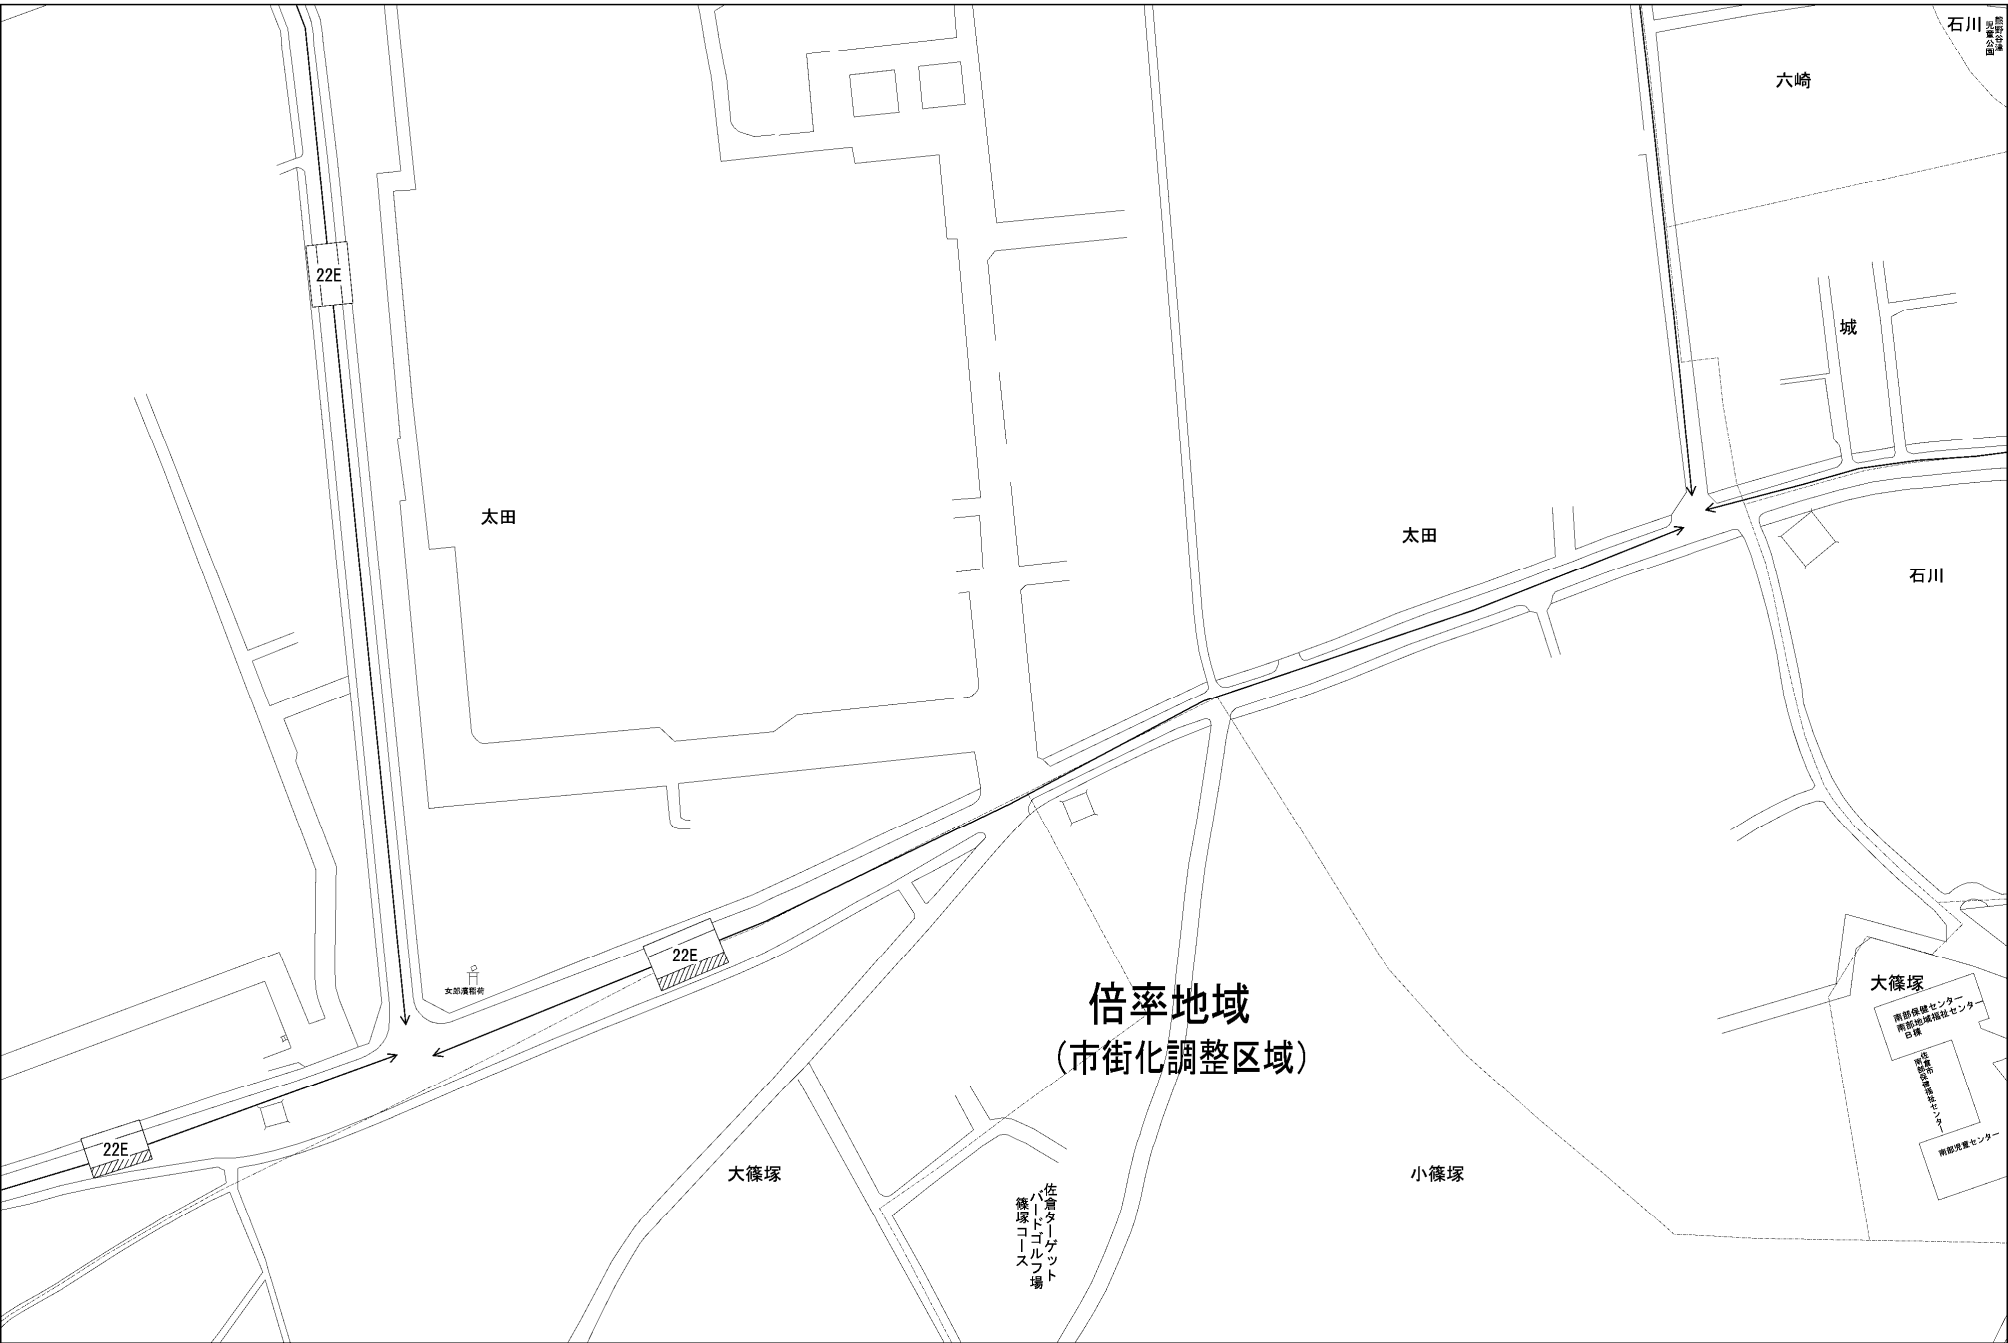 石川
熊野谷津
児童公園
六崎
22E
城
太田
太田
石川
22E
女郎濱稲荷
倍率地域
（市街化調整区域）
大篠塚
南部保健センター
南部地域福祉センター
B棟
佐倉市
南部保健福祉センター
南部児童センター
22E
大篠塚
小篠塚
佐倉ターゲット
バードゴルフ場
篠塚コース